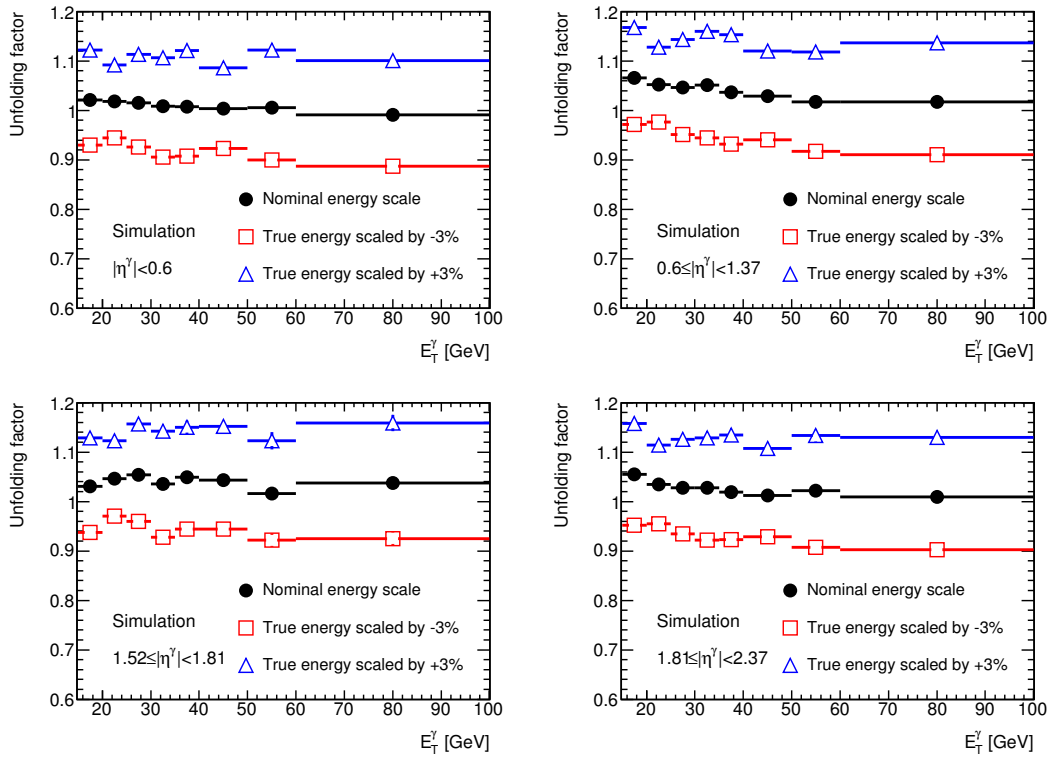 Unfolding factor
1.2
1.1
1
0.9
0.8
0.7
0.6
Nominal energy scale
Simulation
True energy scaled by -3%
|η^γ|<0.6
True energy scaled by +3%
20 30 40 50 60 70 80 90 100
E_T^γ [GeV]
Unfolding factor
1.2
1.1
1
0.9
0.8
0.7
0.6
Nominal energy scale
Simulation
True energy scaled by -3%
0.6≤|η^γ|<1.37
True energy scaled by +3%
20 30 40 50 60 70 80 90 100
E_T^γ [GeV]
Unfolding factor
1.2
1.1
1
0.9
0.8
0.7
0.6
Nominal energy scale
Simulation
True energy scaled by -3%
1.52≤|η^γ|<1.81
True energy scaled by +3%
20 30 40 50 60 70 80 90 100
E_T^γ [GeV]
Unfolding factor
1.2
1.1
1
0.9
0.8
0.7
0.6
Nominal energy scale
Simulation
True energy scaled by -3%
1.81≤|η^γ|<2.37
True energy scaled by +3%
20 30 40 50 60 70 80 90 100
E_T^γ [GeV]